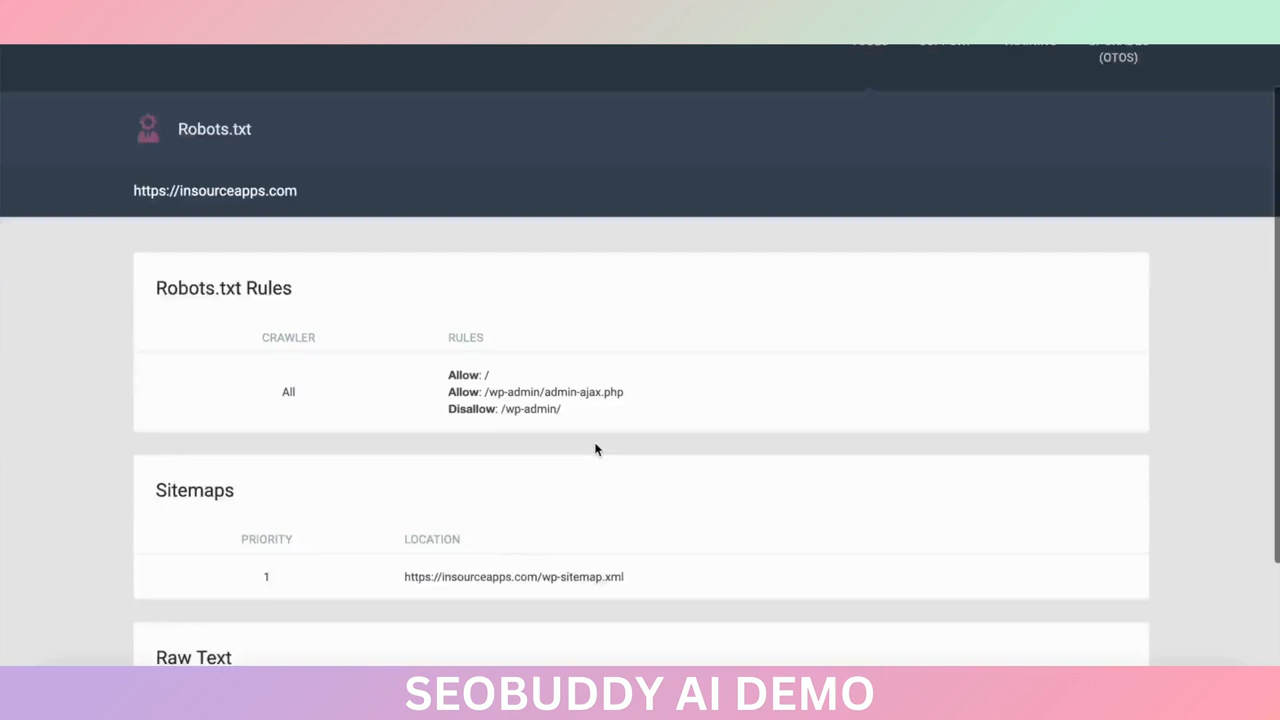 (OTOS)
Robots.txt
https://insourceapps.com
Robots.txt Rules
CRAWLER RULES
All
Allow: /
Allow: /wp-admin/admin-ajax.php
Disallow: /wp-admin/
Sitemaps
PRIORITY LOCATION
1 https://insourceapps.com/wp-sitemap.xml
Raw Text
SEOBUDDY AI DEMO